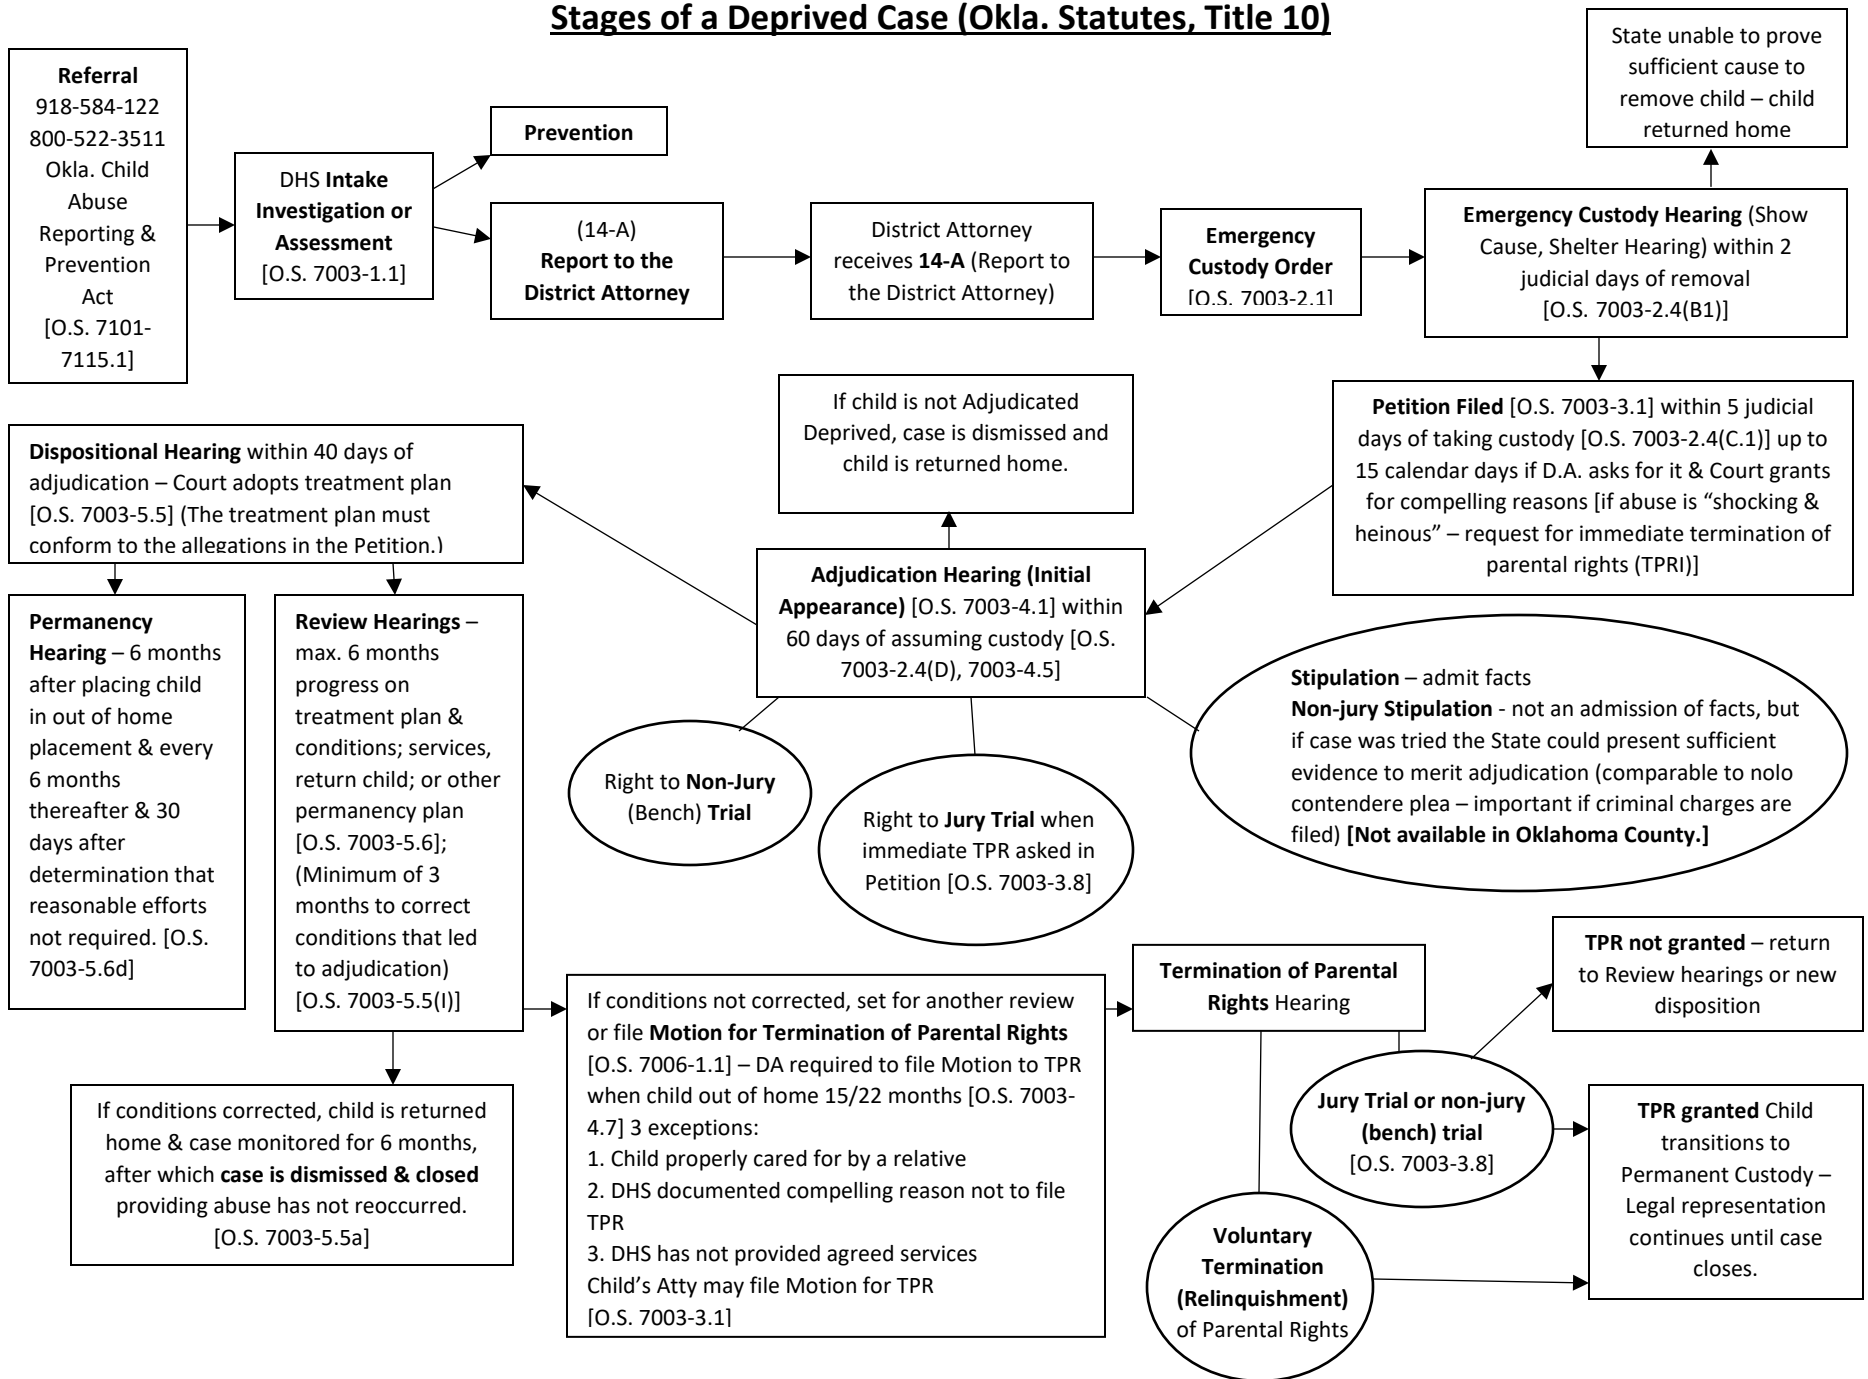 Stages of a Deprived Case (Okla. Statutes, Title 10)
Referral
918-584-122
800-522-3511
Okla. Child
Abuse
Reporting &
Prevention
Act
[O.S. 7101-
7115.1]
DHS Intake
Investigation or
Assessment
[O.S. 7003-1.1]
Prevention
(14-A)
Report to the
District Attorney
District Attorney
receives 14-A (Report to
the District Attorney)
Emergency
Custody Order
[O.S. 7003-2.1]
Emergency Custody Hearing (Show
Cause, Shelter Hearing) within 2
judicial days of removal
[O.S. 7003-2.4(B1)]
State unable to prove
sufficient cause to
remove child – child
returned home
Petition Filed [O.S. 7003-3.1] within 5 judicial
days of taking custody [O.S. 7003-2.4(C.1)] up to
15 calendar days if D.A. asks for it & Court grants
for compelling reasons [if abuse is “shocking &
heinous” – request for immediate termination of
parental rights (TPRI)]
If child is not Adjudicated
Deprived, case is dismissed and
child is returned home.
Adjudication Hearing (Initial
Appearance) [O.S. 7003-4.1] within
60 days of assuming custody [O.S.
7003-2.4(D), 7003-4.5]
Right to Non-Jury
(Bench) Trial
Right to Jury Trial when
immediate TPR asked in
Petition [O.S. 7003-3.8]
Stipulation – admit facts
Non-jury Stipulation - not an admission of facts, but
if case was tried the State could present sufficient
evidence to merit adjudication (comparable to nolo
contendere plea – important if criminal charges are
filed) [Not available in Oklahoma County.]
Dispositional Hearing within 40 days of
adjudication – Court adopts treatment plan
[O.S. 7003-5.5] (The treatment plan must
conform to the allegations in the Petition.)
Permanency
Hearing – 6 months
after placing child
in out of home
placement & every
6 months
thereafter & 30
days after
determination that
reasonable efforts
not required. [O.S.
7003-5.6d]
Review Hearings –
max. 6 months
progress on
treatment plan &
conditions; services,
return child; or other
permanency plan
[O.S. 7003-5.6];
(Minimum of 3
months to correct
conditions that led
to adjudication)
[O.S. 7003-5.5(I)]
If conditions corrected, child is returned
home & case monitored for 6 months,
after which case is dismissed & closed
providing abuse has not reoccurred.
[O.S. 7003-5.5a]
If conditions not corrected, set for another review
or file Motion for Termination of Parental Rights
[O.S. 7006-1.1] – DA required to file Motion to TPR
when child out of home 15/22 months [O.S. 7003-
4.7] 3 exceptions:
1. Child properly cared for by a relative
2. DHS documented compelling reason not to file
TPR
3. DHS has not provided agreed services
Child’s Atty may file Motion for TPR
[O.S. 7003-3.1]
Termination of Parental
Rights Hearing
Jury Trial or non-jury
(bench) trial
[O.S. 7003-3.8]
Voluntary
Termination
(Relinquishment)
of Parental Rights
TPR not granted – return
to Review hearings or new
disposition
TPR granted Child
transitions to
Permanent Custody –
Legal representation
continues until case
closes.